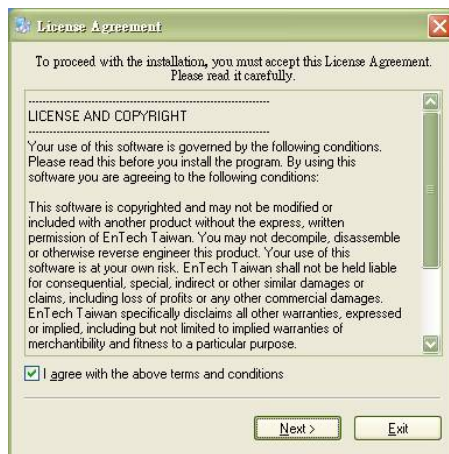 License Agreement
To proceed with the installation, you must accept this License Agreement.
Please read it carefully.
----------------------------------------------------------------------
LICENSE AND COPYRIGHT
----------------------------------------------------------------------
Your use of this software is governed by the following conditions.
Please read this before you install the program. By using this
software you are agreeing to the following conditions:
This software is copyrighted and may not be modified or
included with another product without the express, written
permission of EnTech Taiwan. You may not decompile, disassemble
or otherwise reverse engineer this product. Your use of this
software is at your own risk. EnTech Taiwan shall not be held liable
for consequential, special, indirect or other similar damages or
claims, including loss of profits or any other commercial damages.
EnTech Taiwan specifically disclaims all other warranties, expressed
or implied, including but not limited to implied warranties of
merchantibility and fitness to a particular purpose.
I agree with the above terms and conditions
Next >
Exit